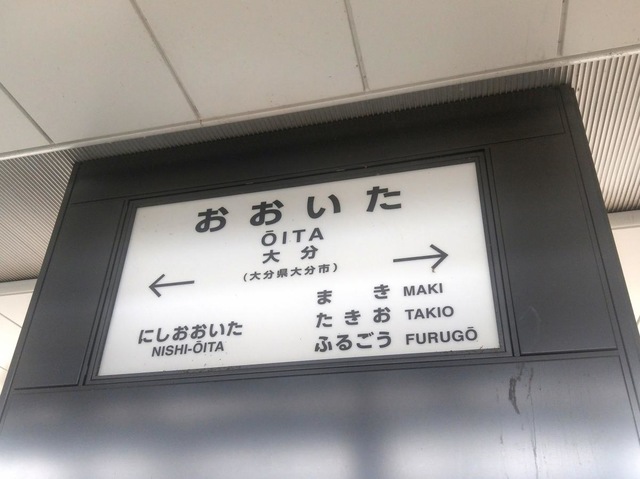 おおいた
ŌITA
大分
(大分県大分市)
← →
にしおおいた
NISHI-ŌITA
まき MAKI
たきお TAKIO
ふるごう FURUGŌ